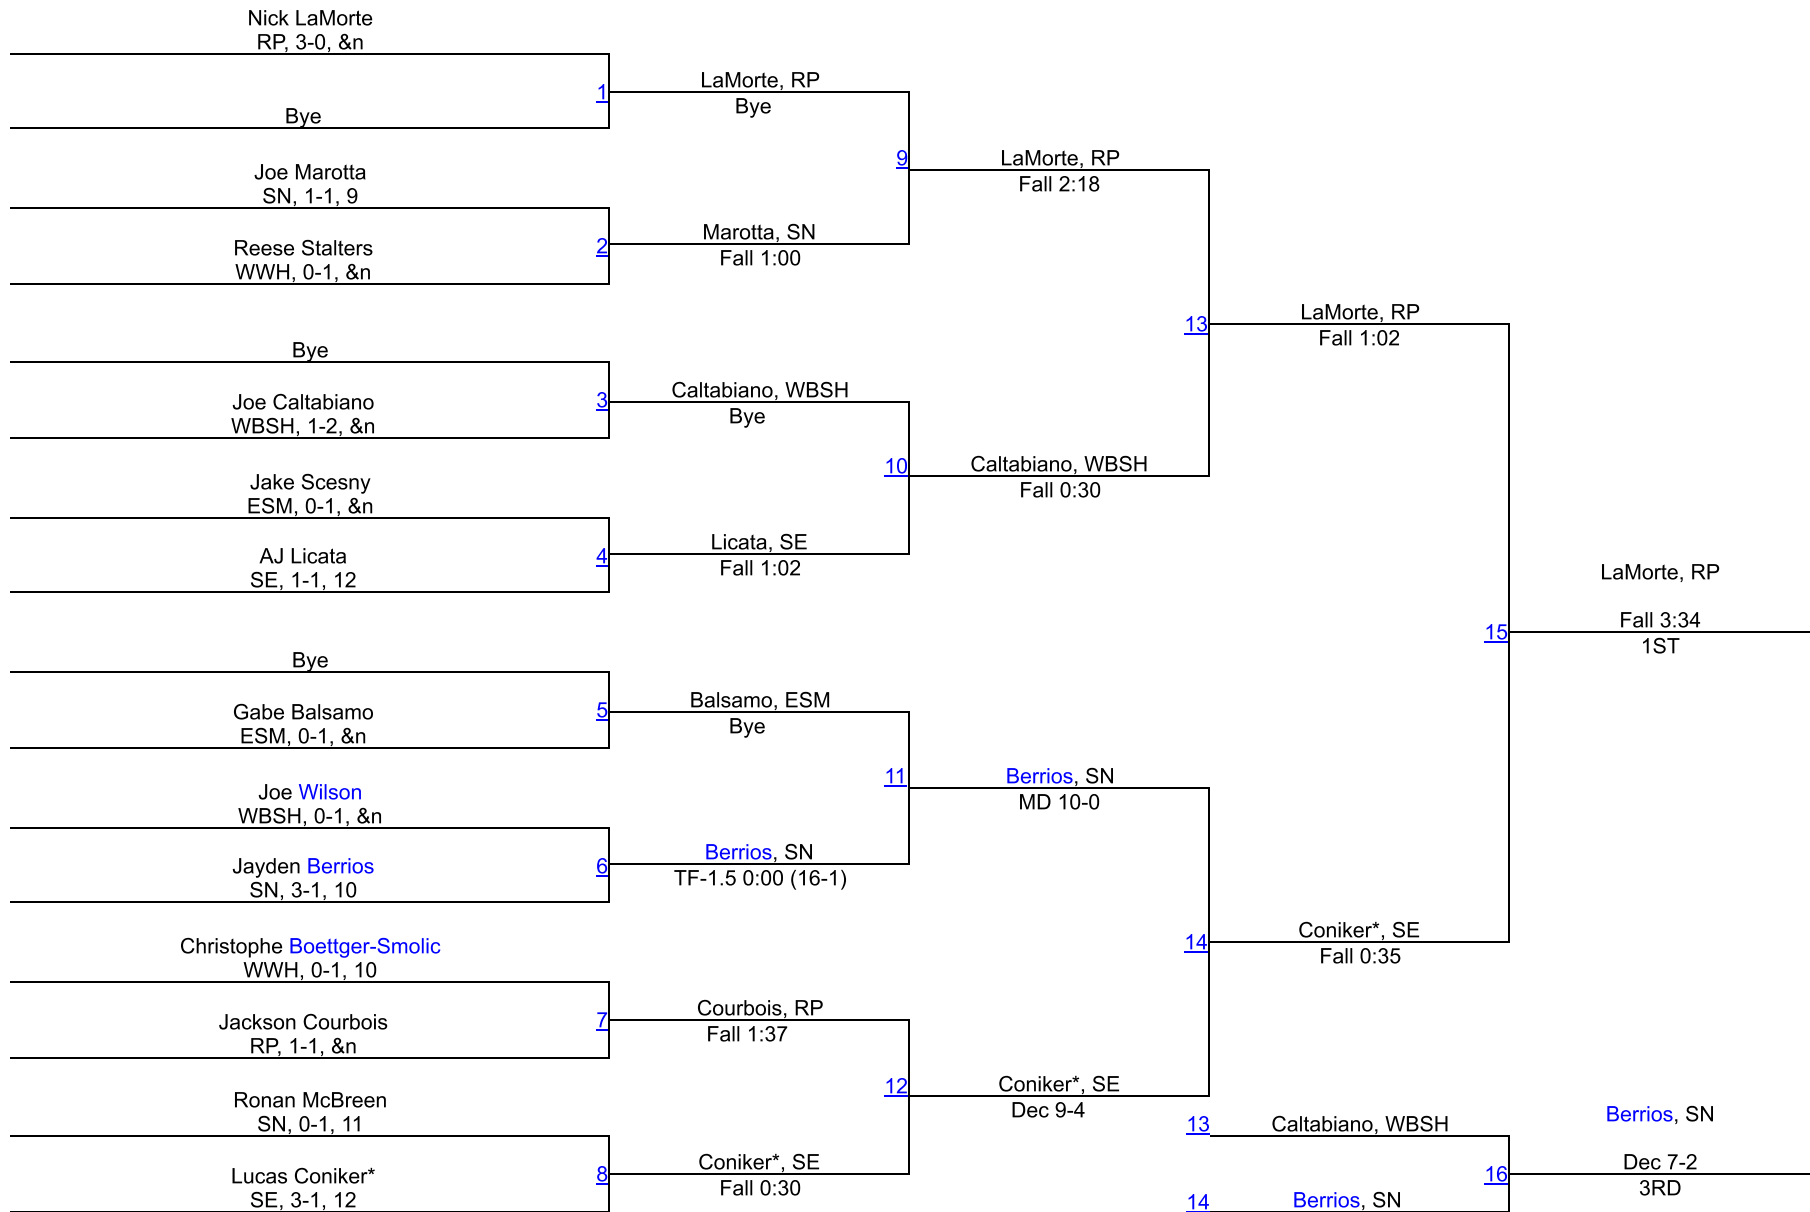 Nick LaMorte
RP, 3-0, &n
Bye
1
LaMorte, RP
Bye
Joe Marotta
SN, 1-1, 9
Reese Stalters
WWH, 0-1, &n
2
Marotta, SN
Fall 1:00
9
LaMorte, RP
Fall 2:18
Bye
Joe Caltabiano
WBSH, 1-2, &n
3
Caltabiano, WBSH
Bye
Jake Scesny
ESM, 0-1, &n
AJ Licata
SE, 1-1, 12
4
Licata, SE
Fall 1:02
10
Caltabiano, WBSH
Fall 0:30
13
LaMorte, RP
Fall 1:02
Bye
Gabe Balsamo
ESM, 0-1, &n
5
Balsamo, ESM
Bye
Joe Wilson
WBSH, 0-1, &n
Jayden Berrios
SN, 3-1, 10
6
Berrios, SN
TF-1.5 0:00 (16-1)
11
Berrios, SN
MD 10-0
Christophe Boettger-Smolic
WWH, 0-1, 10
Jackson Courbois
RP, 1-1, &n
7
Courbois, RP
Fall 1:37
Ronan McBreen
SN, 0-1, 11
Lucas Coniker*
SE, 3-1, 12
8
Coniker*, SE
Fall 0:30
12
Coniker*, SE
Dec 9-4
14
Coniker*, SE
Fall 0:35
15
LaMorte, RP
Fall 3:34
1ST
13
Caltabiano, WBSH
14
Berrios, SN
16
Berrios, SN
Dec 7-2
3RD